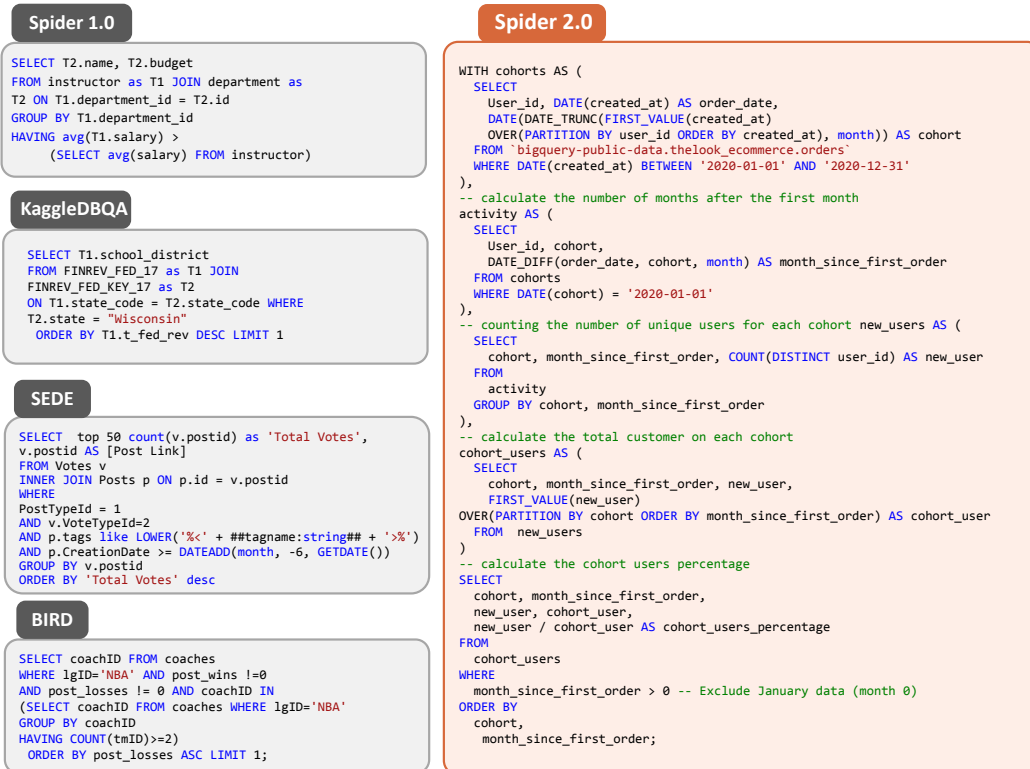 Spider 1.0
SELECT T2.name, T2.budget
FROM instructor as T1 JOIN department as
T2 ON T1.department_id = T2.id
GROUP BY T1.department_id
HAVING avg(T1.salary) >
(SELECT avg(salary) FROM instructor)
KaggleDBQA
SELECT T1.school_district
FROM FINREV_FED_17 as T1 JOIN
FINREV_FED_KEY_17 as T2
ON T1.state_code = T2.state_code WHERE
T2.state = "Wisconsin"
ORDER BY T1.t_fed_rev DESC LIMIT 1
SEDE
SELECT  top 50 count(v.postid) as 'Total Votes',
v.postid AS [Post Link]
FROM Votes v
INNER JOIN Posts p ON p.id = v.postid
WHERE
PostTypeId = 1
AND v.VoteTypeId=2
AND p.tags like LOWER('%<' + ##tagname:string## + '>%')
AND p.CreationDate >= DATEADD(month, -6, GETDATE())
GROUP BY v.postid
ORDER BY 'Total Votes' desc
BIRD
SELECT coachID FROM coaches
WHERE lgID='NBA' AND post_wins !=0
AND post_losses != 0 AND coachID IN
(SELECT coachID FROM coaches WHERE lgID='NBA'
GROUP BY coachID
HAVING COUNT(tmID)>=2)
ORDER BY post_losses ASC LIMIT 1;
Spider 2.0
WITH cohorts AS (
SELECT
User_id, DATE(created_at) AS order_date,
DATE(DATE_TRUNC(FIRST_VALUE(created_at)
OVER(PARTITION BY user_id ORDER BY created_at), month)) AS cohort
FROM `bigquery-public-data.thelook_ecommerce.orders`
WHERE DATE(created_at) BETWEEN '2020-01-01' AND '2020-12-31'
),
-- calculate the number of months after the first month
activity AS (
SELECT
User_id, cohort,
DATE_DIFF(order_date, cohort, month) AS month_since_first_order
FROM cohorts
WHERE DATE(cohort) = '2020-01-01'
),
-- counting the number of unique users for each cohort new_users AS (
SELECT
cohort, month_since_first_order, COUNT(DISTINCT user_id) AS new_user
FROM
activity
GROUP BY cohort, month_since_first_order
),
-- calculate the total customer on each cohort
cohort_users AS (
SELECT
cohort, month_since_first_order, new_user,
FIRST_VALUE(new_user)
OVER(PARTITION BY cohort ORDER BY month_since_first_order) AS cohort_user
FROM  new_users
)
-- calculate the cohort users percentage
SELECT
cohort, month_since_first_order,
new_user, cohort_user,
new_user / cohort_user AS cohort_users_percentage
FROM
cohort_users
WHERE
month_since_first_order > 0 -- Exclude January data (month 0)
ORDER BY
cohort,
month_since_first_order;